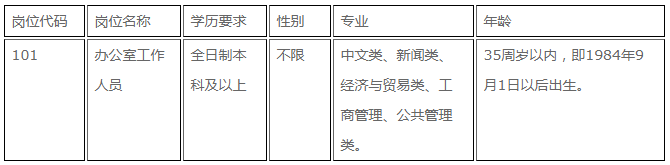 岗位代码 岗位名称 学历要求 性别 专业 年龄
101 办公室工作 全日制本 不限 中文类、新闻类、 35周岁以内，即1984年9
人员 科及以上 经济与贸易类、工 月1日以后出生。
商管理、公共管理
类。